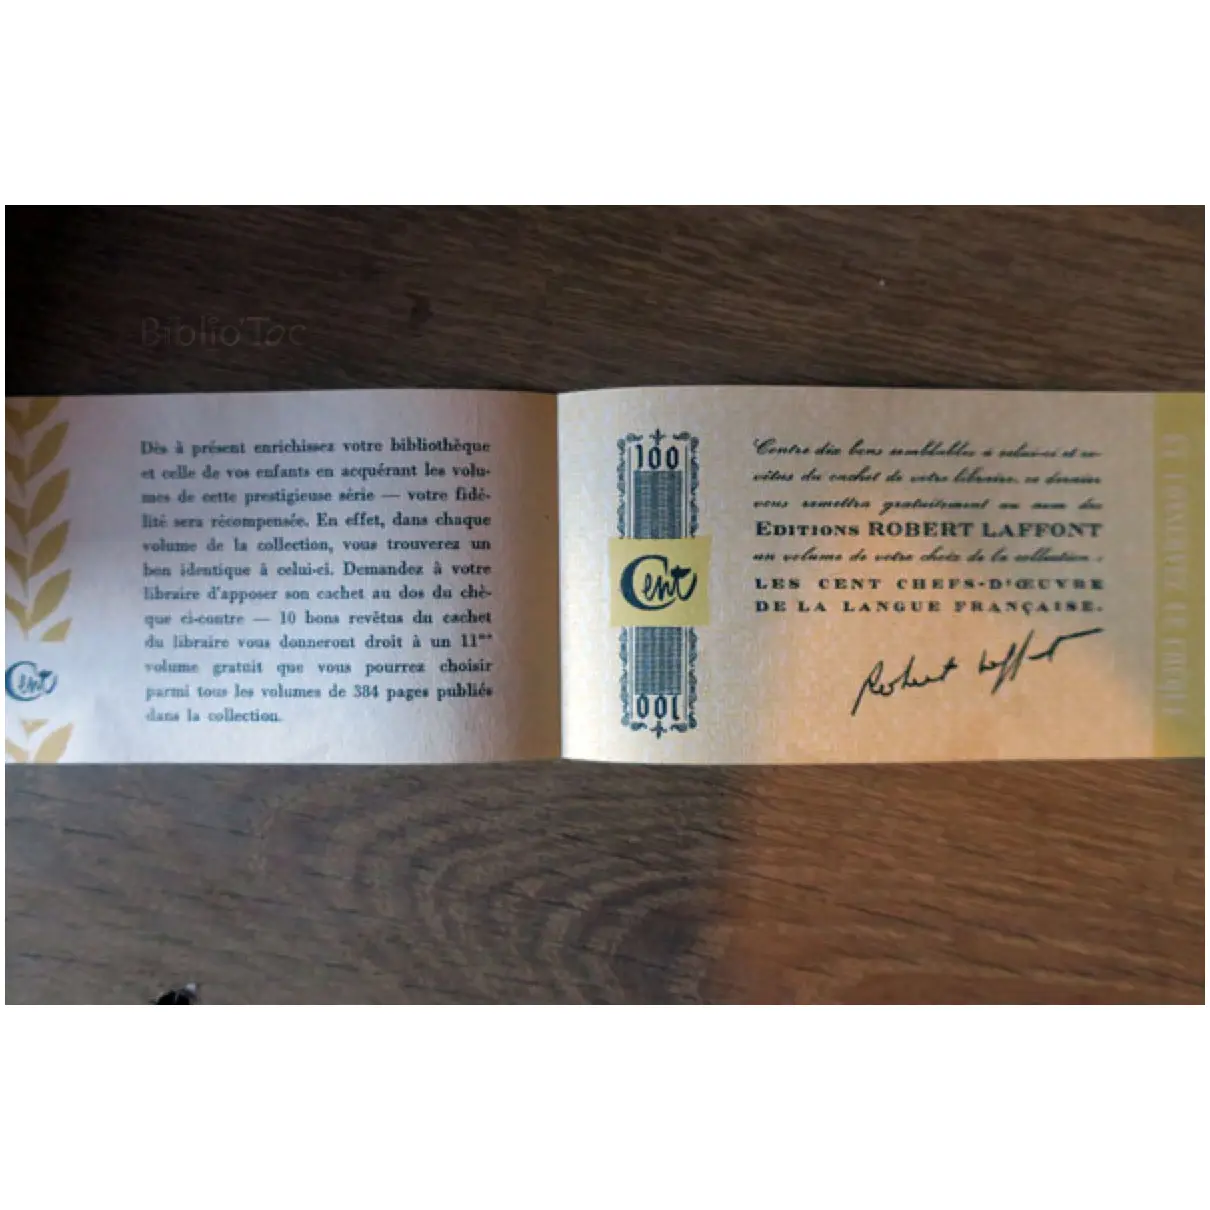 Biblio'Toc
Dès à présent enrichissez votre bibliothèque
et celle de vos enfants en acquérant les volu-
mes de cette prestigieuse série — votre fidé-
lité sera récompensée. En effet, dans chaque
volume de la collection, vous trouverez un
bon identique à celui-ci. Demandez à votre
libraire d'apposer son cachet au dos du chè-
que ci-contre — 10 bons revêtus du cachet
du libraire vous donneront droit à un 11me
volume gratuit que vous pourrez choisir
parmi tous les volumes de 384 pages publiés
dans la collection.
Cent
100
Cent
100
Contre dix bons semblables à celui-ci et re-
vêtus du cachet de votre libraire, ce dernier
vous remettra gratuitement au nom des
EDITIONS ROBERT LAFFONT
un volume de votre choix de la collection :
LES CENT CHEFS-D'ŒUVRE
DE LA LANGUE FRANÇAISE.
Robert Laffont